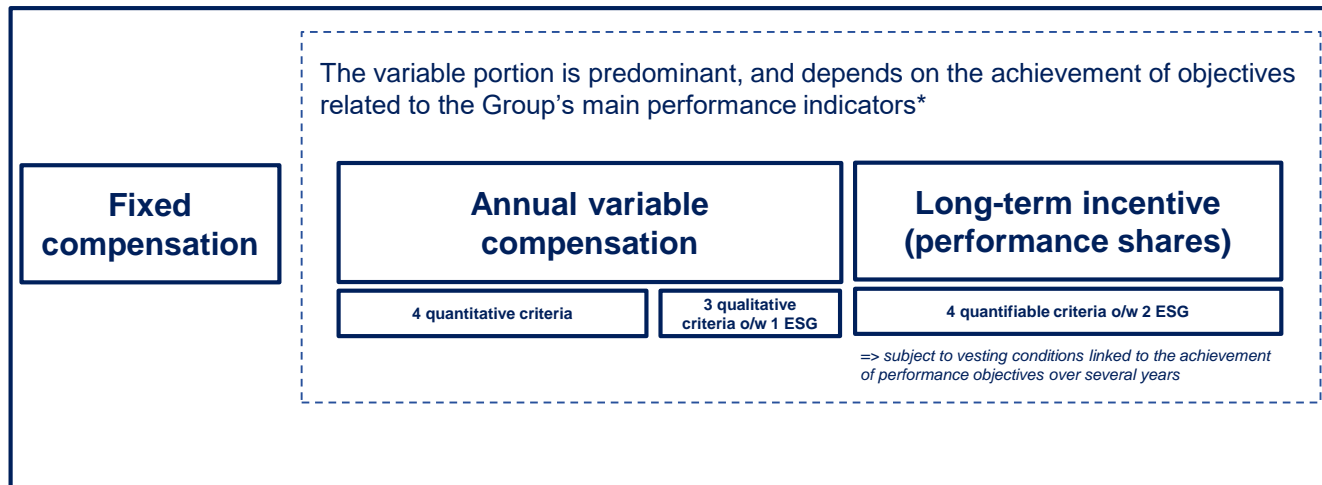 The variable portion is predominant, and depends on the achievement of objectives
related to the Group's main performance indicators*
Fixed
compensation
Annual variable
compensation
Long-term incentive
(performance shares)
4 quantitative criteria
3 qualitative
criteria o/w 1 ESG
4 quantifiable criteria o/w 2 ESG
=> subject to vesting conditions linked to the achievement
of performance objectives over several years